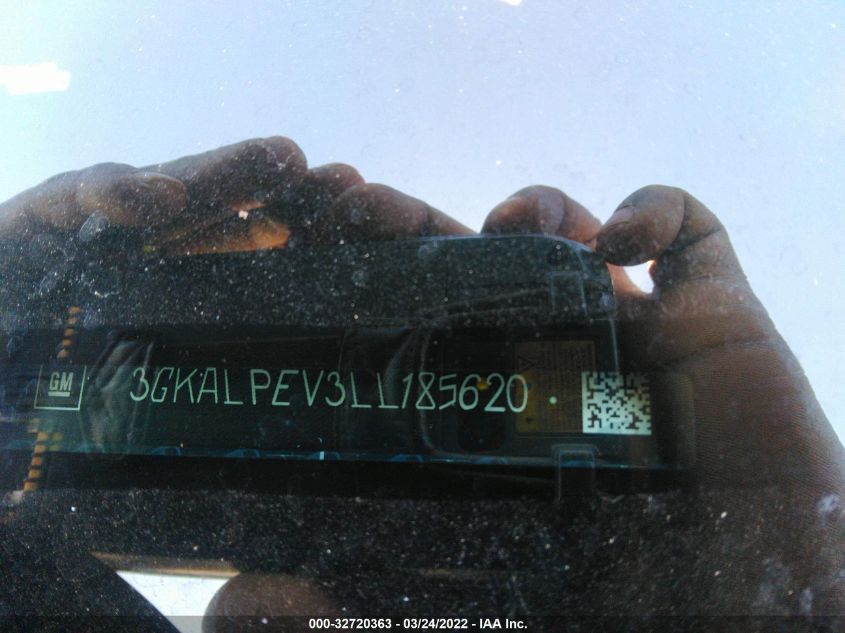 GM
3GKALPEV3LL185620
000-32720363 - 03/24/2022 - IAA Inc.